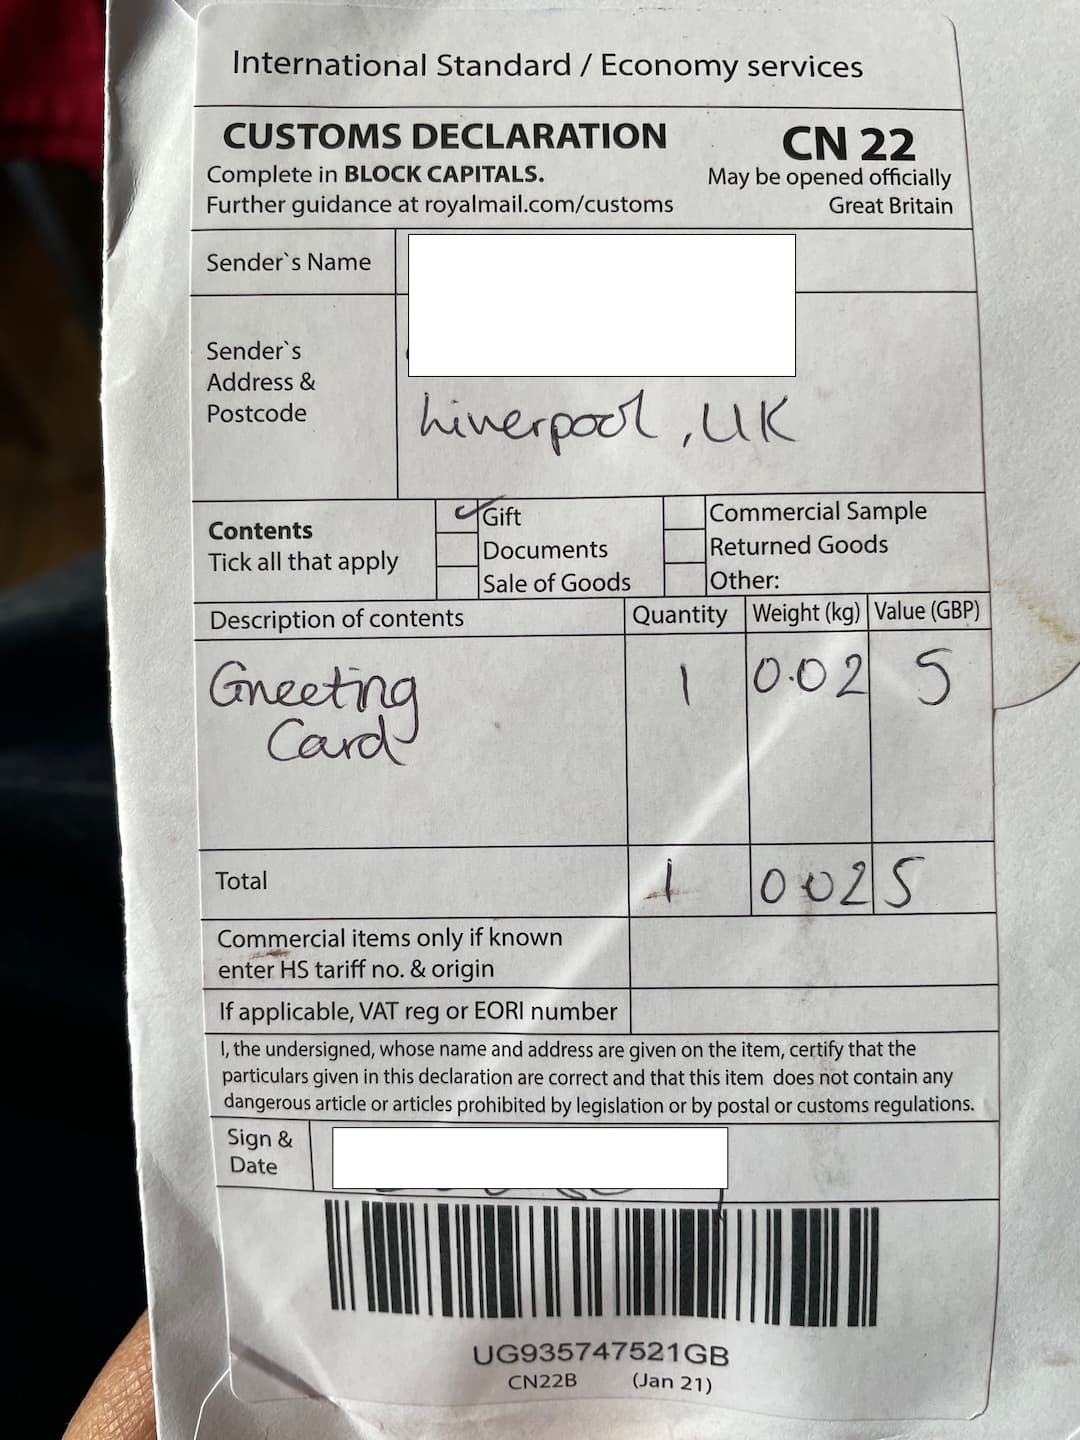 International Standard / Economy services
CUSTOMS DECLARATION
CN 22
Complete in BLOCK CAPITALS.
May be opened officially
Further guidance at royalmail.com/customs
Great Britain
Sender`s Name
Sender`s
Address &
Postcode
Liverpool, UK
Contents
Tick all that apply
Gift
Documents
Sale of Goods
Commercial Sample
Returned Goods
Other:
Description of contents Quantity Weight (kg) Value (GBP)
Greeting 1 0.02 5
Card
Total 1 0.02 5
Commercial items only if known
enter HS tariff no. & origin
If applicable, VAT reg or EORI number
I, the undersigned, whose name and address are given on the item, certify that the
particulars given in this declaration are correct and that this item does not contain any
dangerous article or articles prohibited by legislation or by postal or customs regulations.
Sign &
Date
UG935747521GB
CN22B (Jan 21)